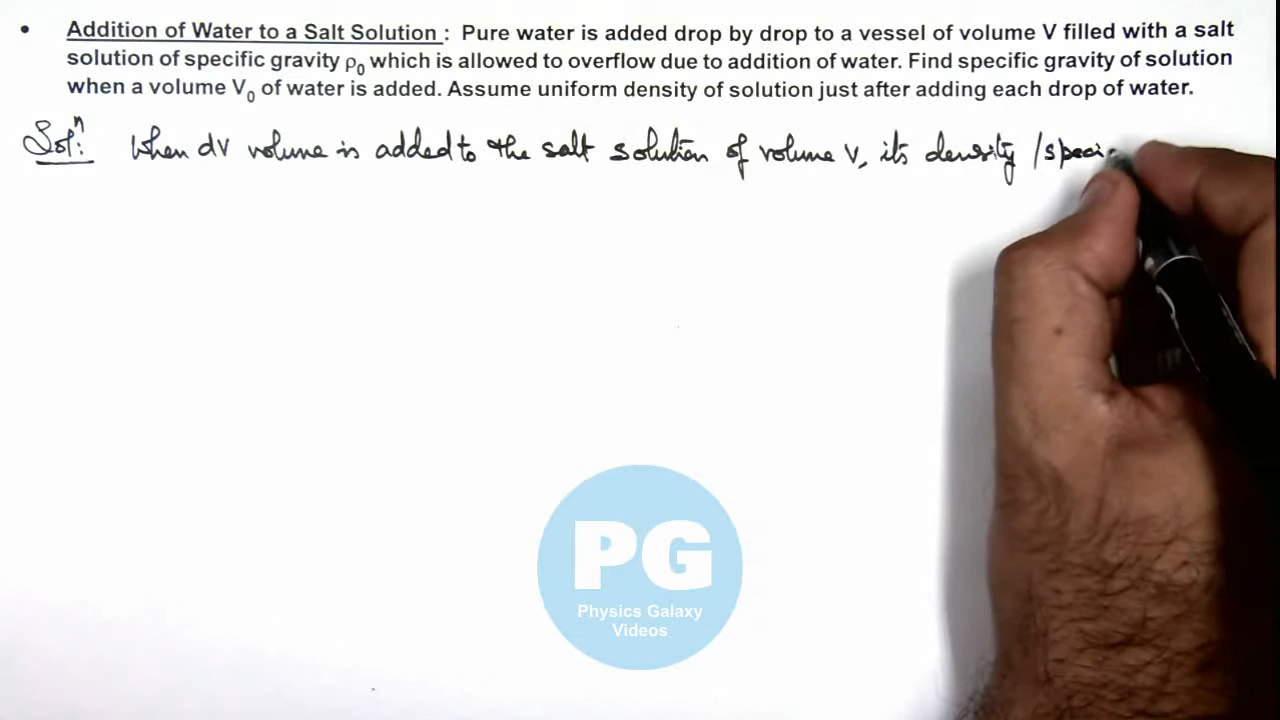 • Addition of Water to a Salt Solution : Pure water is added drop by drop to a vessel of volume V filled with a salt
solution of specific gravity ρ₀ which is allowed to overflow due to addition of water. Find specific gravity of solution
when a volume V₀ of water is added. Assume uniform density of solution just after adding each drop of water.
Solⁿ: When dV volume is added to the salt solution of volume V, its density /speci
PG
Physics Galaxy
Videos